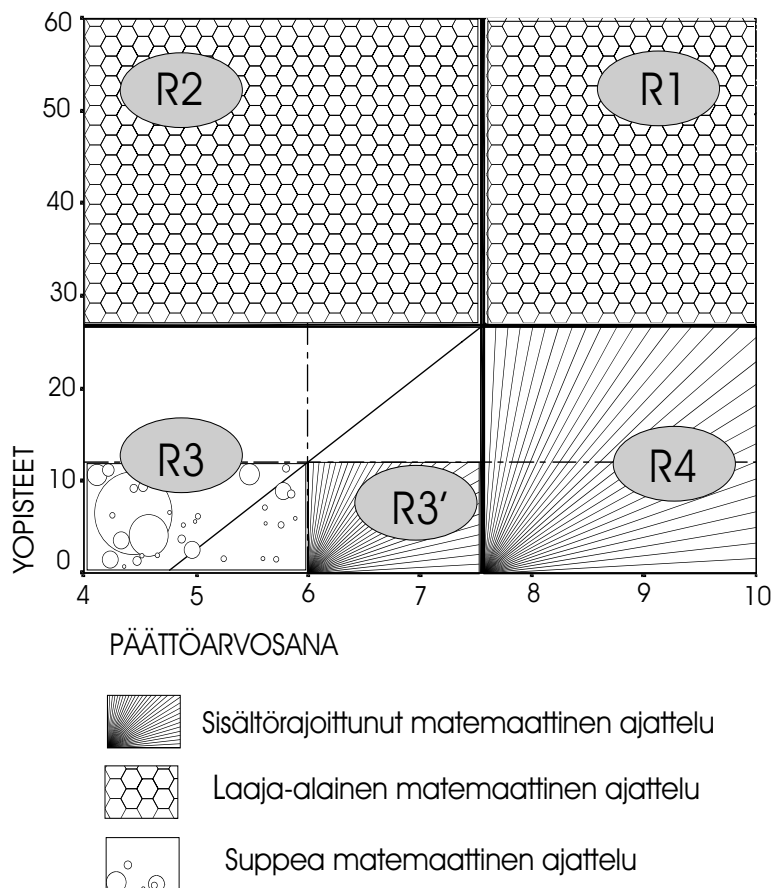 60
R2
R1
50
40
30
20
R3
R4
10
R3'
YOPISTEET
0
4 5 6 7 8 9 10
PÄÄTTÖARVOSANA
Sisältörajoittunut matemaattinen ajattelu
Laaja-alainen matemaattinen ajattelu
Suppea matemaattinen ajattelu